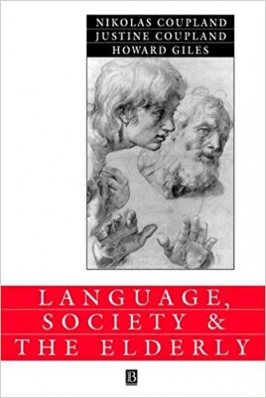 NIKOLAS COUPLAND
JUSTINE COUPLAND
HOWARD GILES
LANGUAGE,
SOCIETY &
THE ELDERLY
B